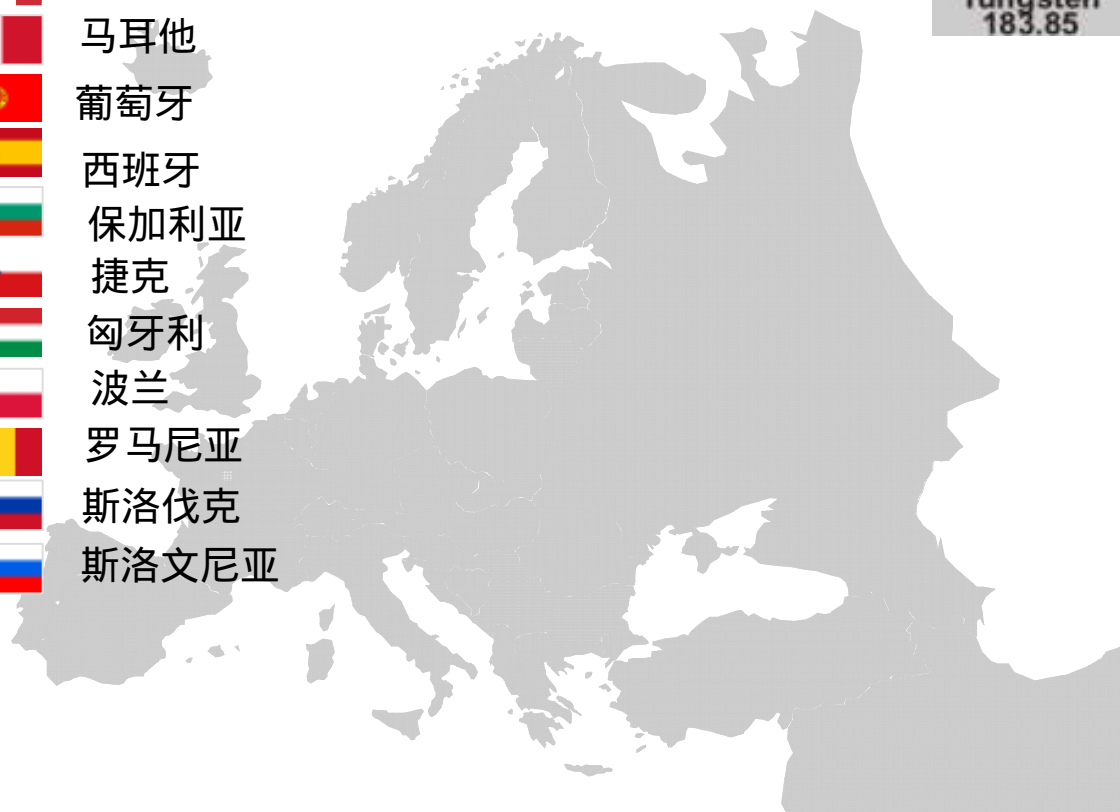 Tungsten
183.85
马耳他
葡萄牙
西班牙
保加利亚
捷克
匈牙利
波兰
罗马尼亚
斯洛伐克
斯洛文尼亚